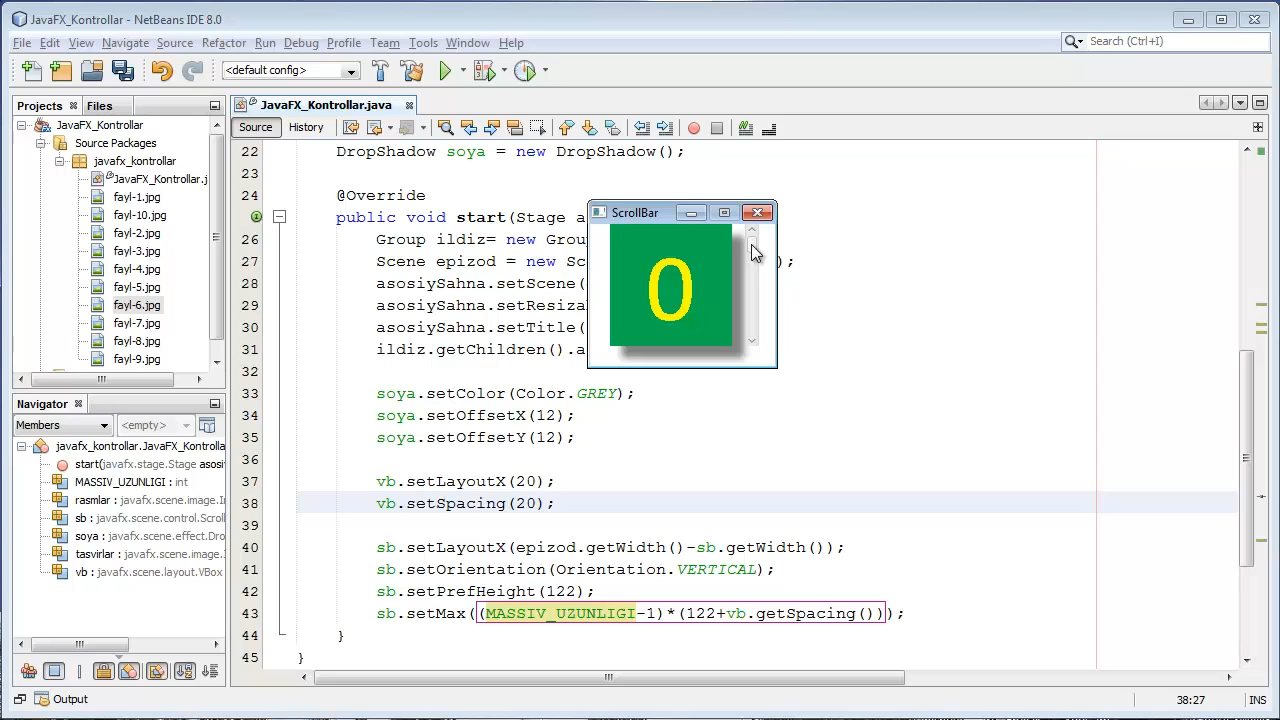 JavaFX_Kontrollar - NetBeans IDE 8.0
File Edit View Navigate Source Refactor Run Debug Profile Team Tools Window Help
Search (Ctrl+I)
<default config>
Projects Files
JavaFX_Kontrollar
Source Packages
javafx_kontrollar
JavaFX_Kontrollar.j
fayl-1.jpg
fayl-10.jpg
fayl-2.jpg
fayl-3.jpg
fayl-4.jpg
fayl-5.jpg
fayl-6.jpg
fayl-7.jpg
fayl-8.jpg
fayl-9.jpg
Navigator
Members <empty>
javafx_kontrollar.JavaFX_Kontrolla
start(javafx.stage.Stage asosi
MASSIV_UZUNLIGI : int
rasmlar : javafx.scene.image.I
sb : javafx.scene.control.Scrol
soya : javafx.scene.effect.Dro
tasvirlar : javafx.scene.image.
vb : javafx.scene.layout.VBox
Output
JavaFX_Kontrollar.java
Source History
22 DropShadow soya = new DropShadow();
23
24 @Override
public void start(Stage a
26 Group ildiz= new Grou
27 Scene epizod = new Sc );
28 asosiySahna.setScene(
29 asosiySahna.setResiza
30 asosiySahna.setTitle(
31 ildiz.getChildren().a
32
33 soya.setColor(Color.GREY);
34 soya.setOffsetX(12);
35 soya.setOffsetY(12);
36
37 vb.setLayoutX(20);
38 vb.setSpacing(20);
39
40 sb.setLayoutX(epizod.getWidth()-sb.getWidth());
41 sb.setOrientation(Orientation.VERTICAL);
42 sb.setPrefHeight(122);
43 sb.setMax((MASSIV_UZUNLIGI-1)*(122+vb.getSpacing()));
44 }
45 }
ScrollBar
0
38:27 INS